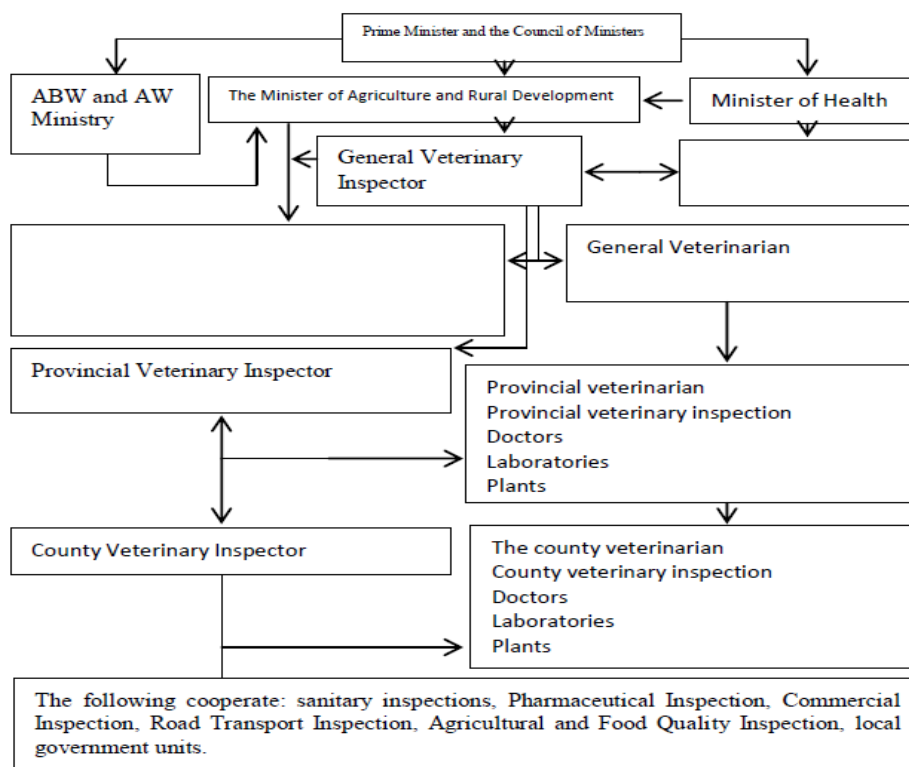 Prime Minister and the Council of Ministers
ABW and AW
Ministry
The Minister of Agriculture and Rural Development
Minister of Health
General Veterinary
Inspector
General Veterinarian
Provincial Veterinary Inspector
Provincial veterinarian
Provincial veterinary inspection
Doctors
Laboratories
Plants
County Veterinary Inspector
The county veterinarian
County veterinary inspection
Doctors
Laboratories
Plants
The following cooperate: sanitary inspections, Pharmaceutical Inspection, Commercial
Inspection, Road Transport Inspection, Agricultural and Food Quality Inspection, local
government units.